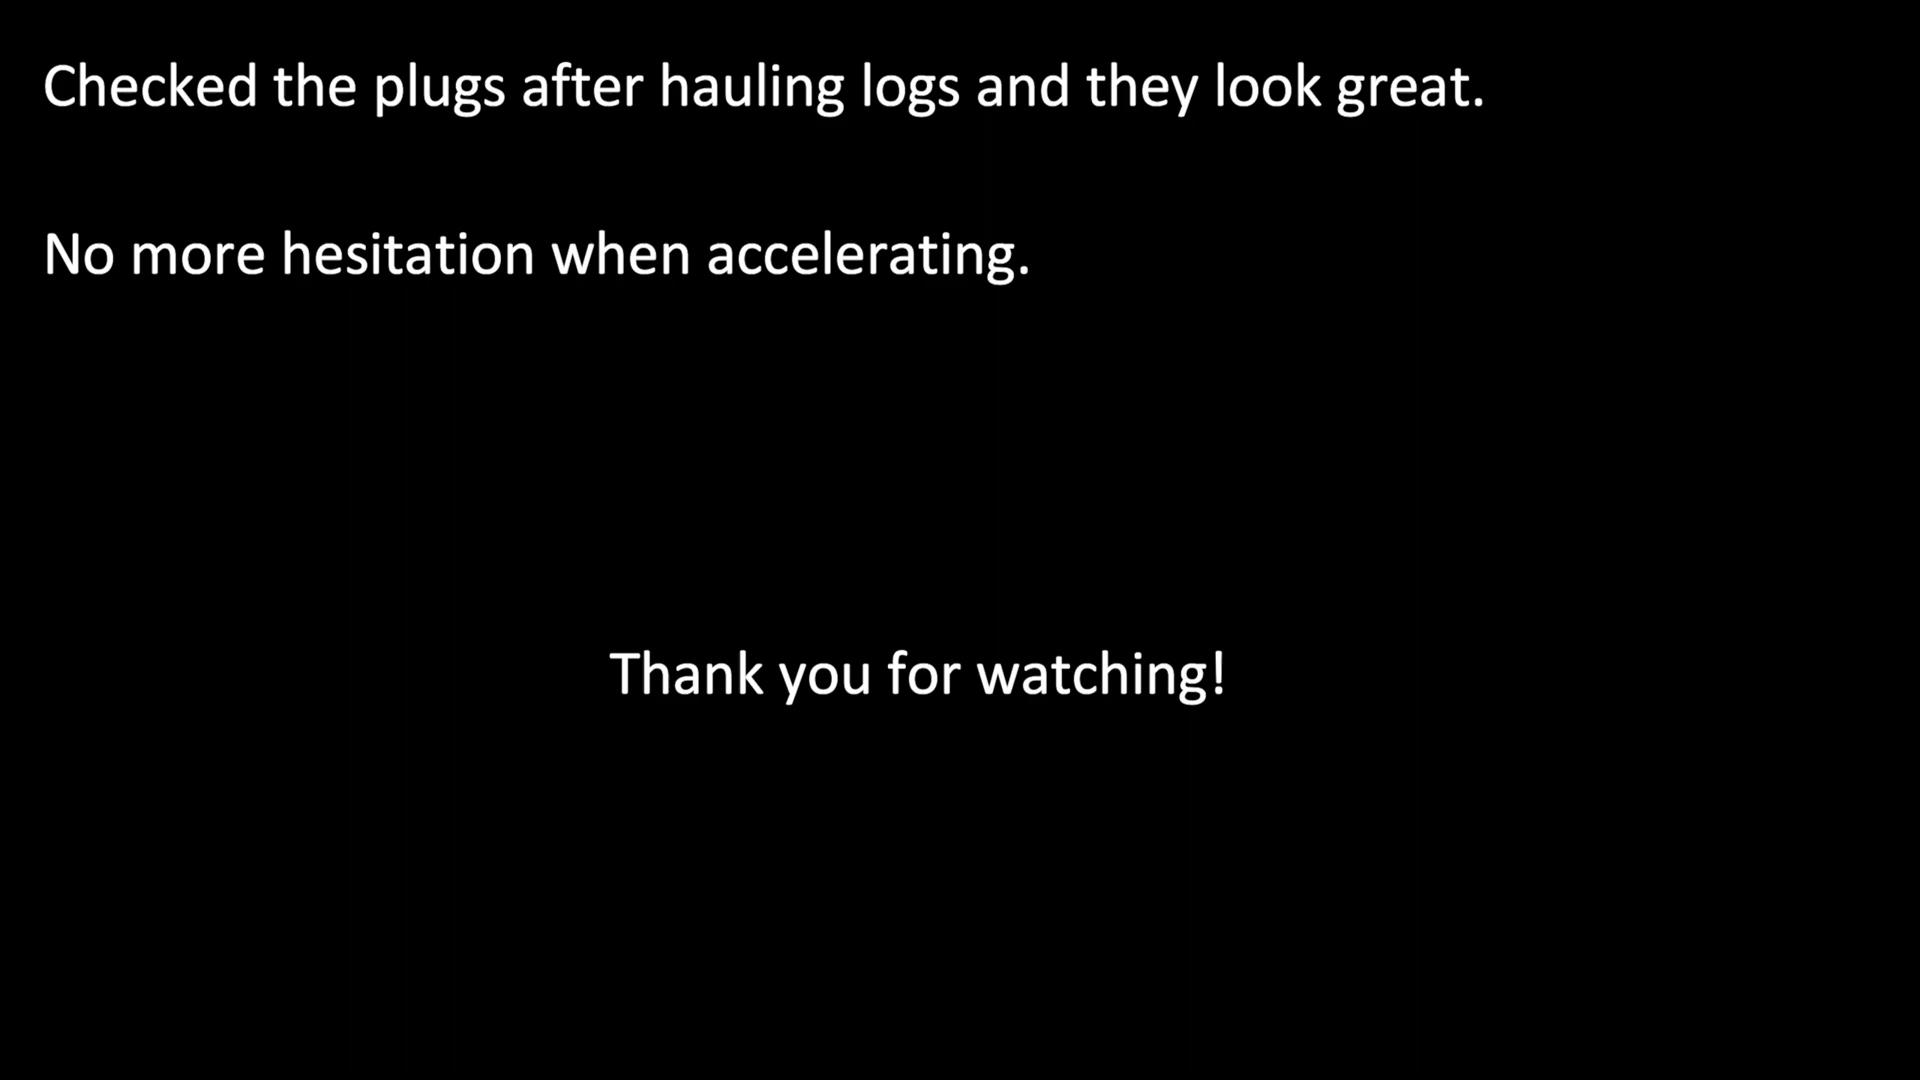 Checked the plugs after hauling logs and they look great.
No more hesitation when accelerating.
Thank you for watching!